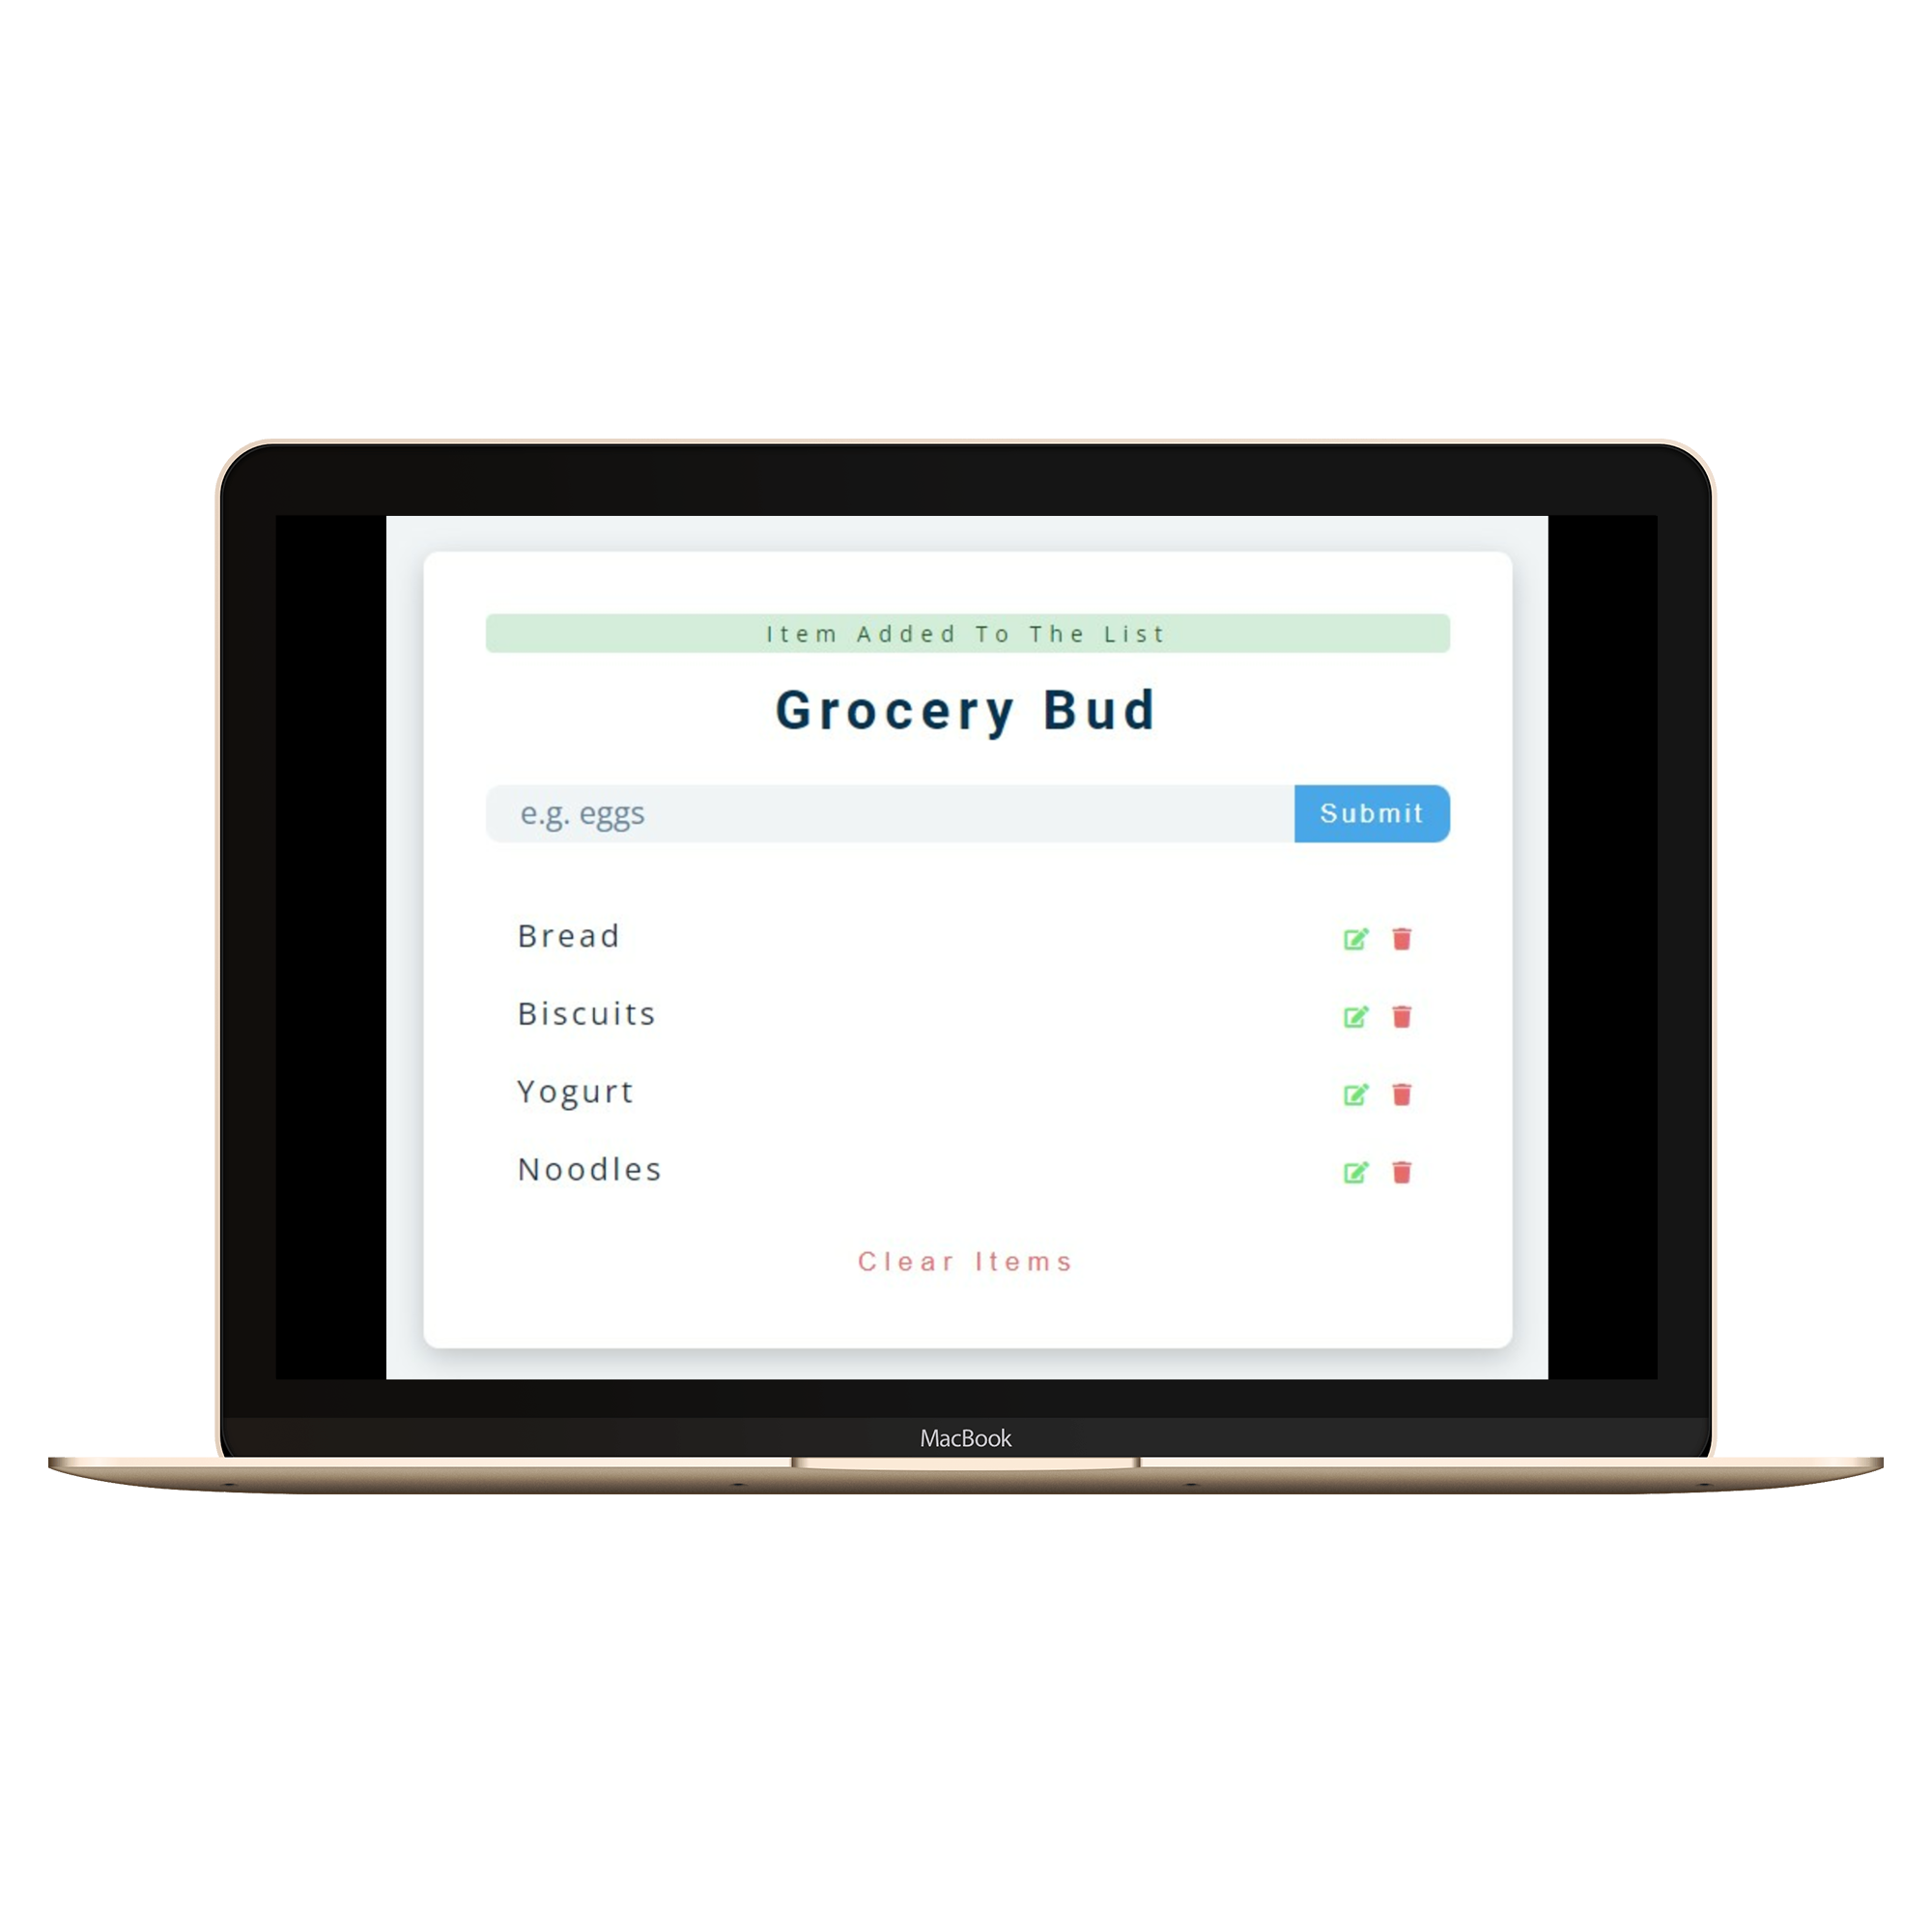 Item Added To The List
Grocery Bud
e.g. eggs
Submit
Bread
Biscuits
Yogurt
Noodles
Clear Items
MacBook